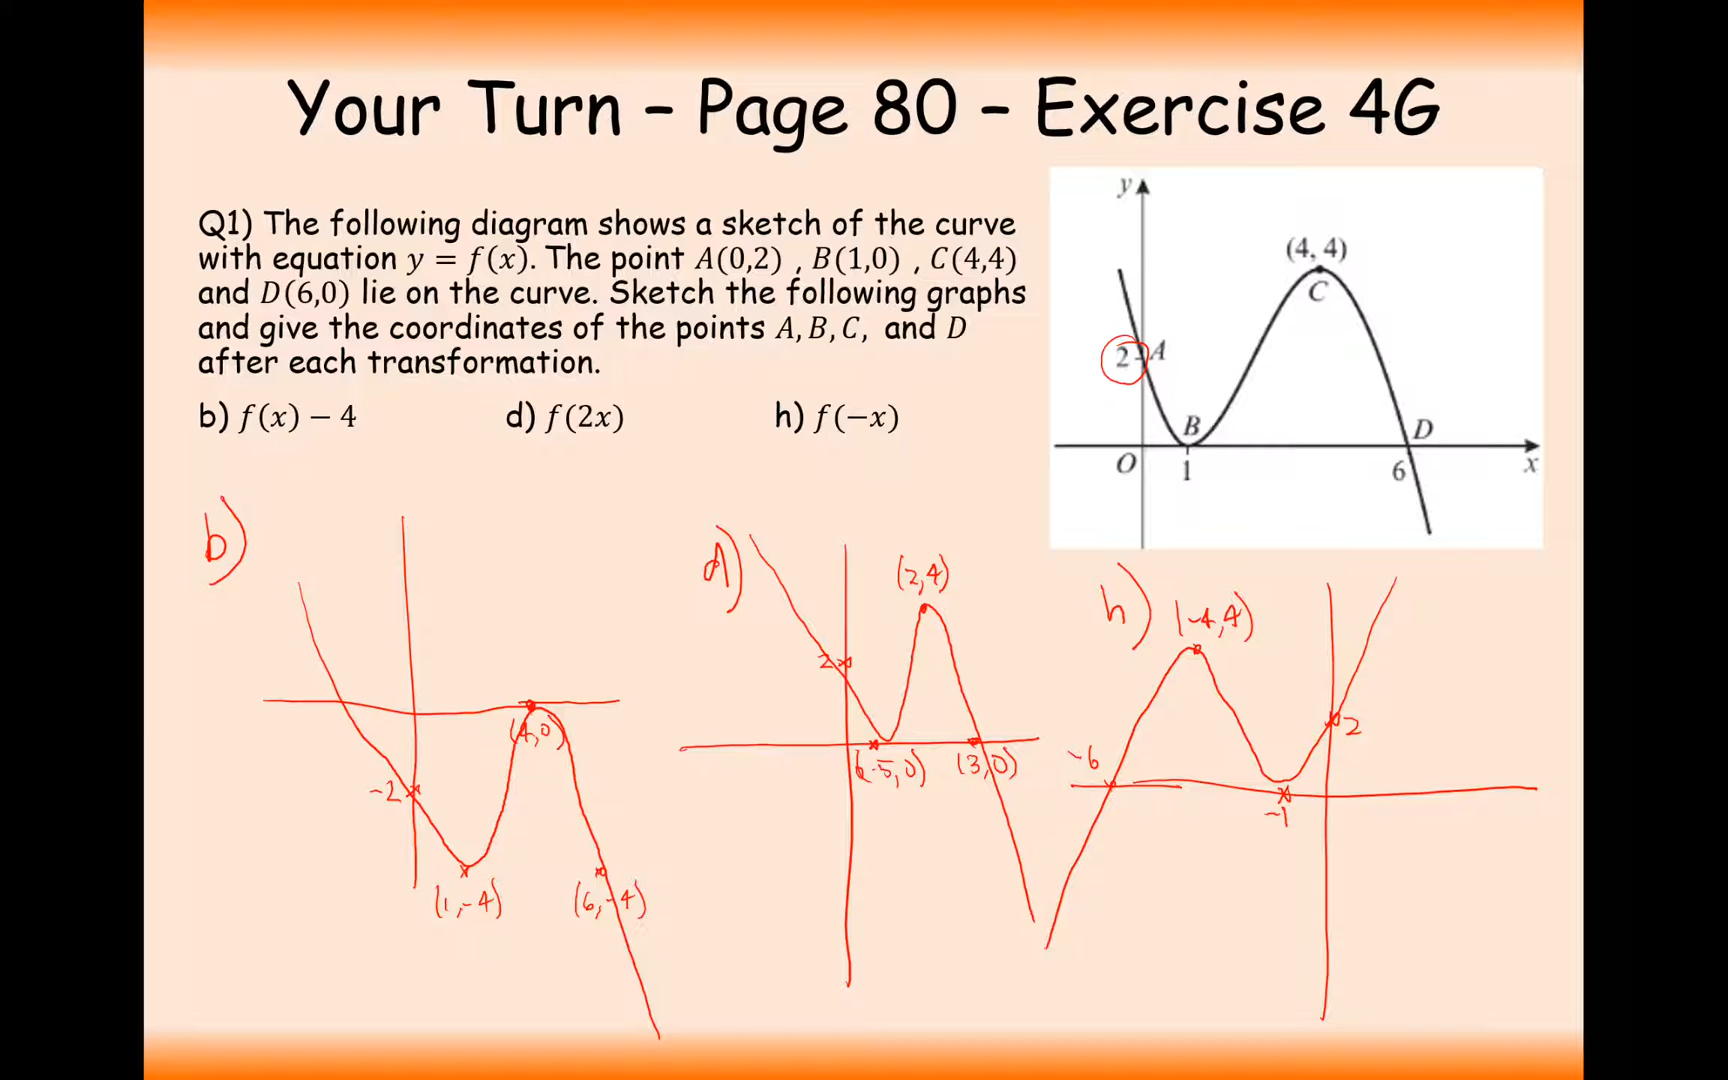 Your Turn – Page 80 – Exercise 4G
Q1) The following diagram shows a sketch of the curve
with equation y = f(x). The point A(0,2) , B(1,0) , C(4,4)
and D(6,0) lie on the curve. Sketch the following graphs
and give the coordinates of the points A, B, C, and D
after each transformation.
b) f(x) − 4 d) f(2x) h) f(−x)
y
(4, 4)
C
2 A
B
D
O 1 6 x
b)
(4,0)
-2
(1,-4) (6,-4)
d)
(2,4)
2
(0.5,0) (3,0)
h)
(-4,4)
2
-6
-1